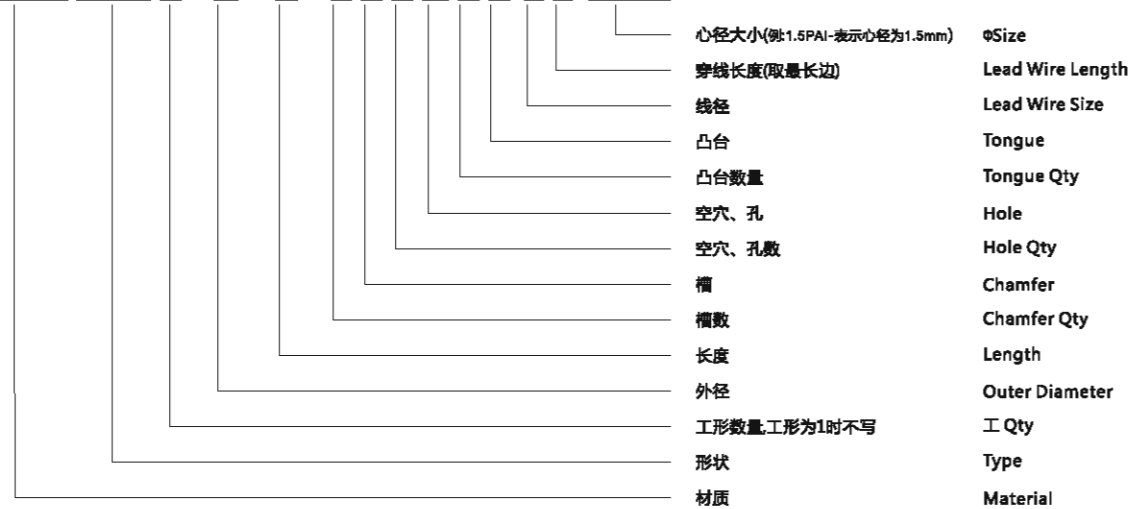 心径大小(例:1.5PAI-表示心径为1.5mm) ΦSize
穿线长度(取最长边) Lead Wire Length
线径 Lead Wire Size
凸台 Tongue
凸台数量 Tongue Qty
空穴、孔 Hole
空穴、孔数 Hole Qty
槽 Chamfer
槽数 Chamfer Qty
长度 Length
外径 Outer Diameter
工形数量,工形为1时不写 工 Qty
形状 Type
材质 Material